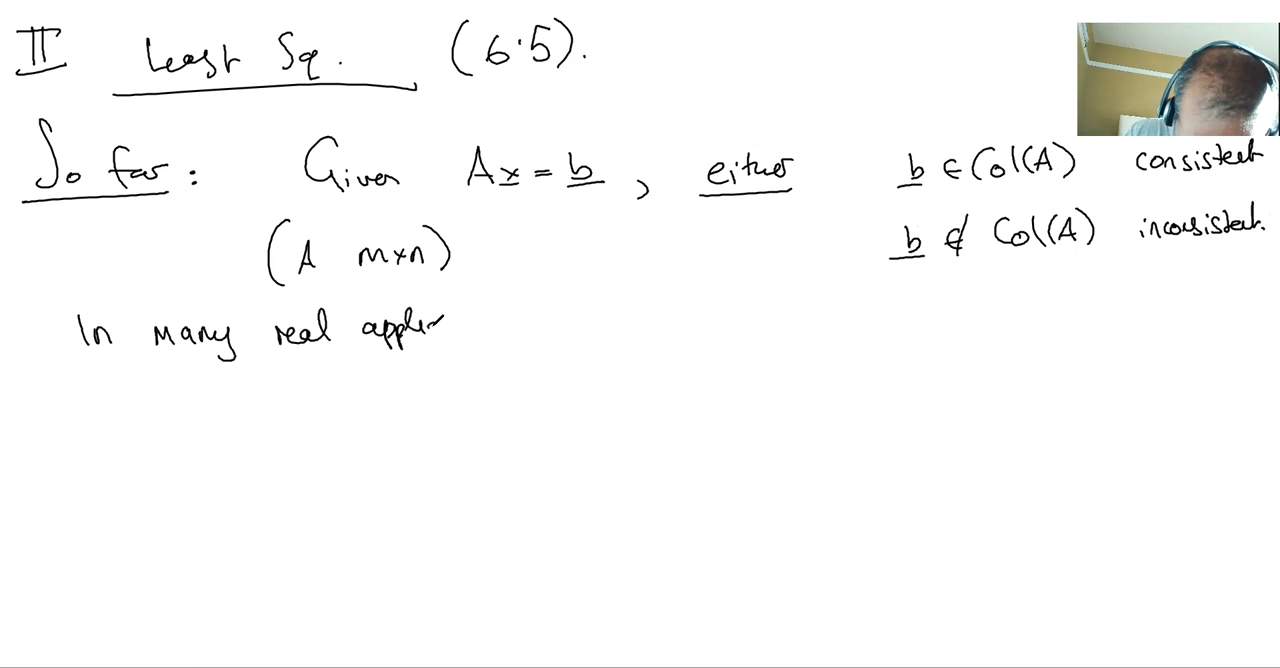 II Least Sq. (6.5).
So far: Given Ax = b, either b ∈ Col(A) consistent
b ∉ Col(A) inconsistent.
(A m×n)
In many real applic